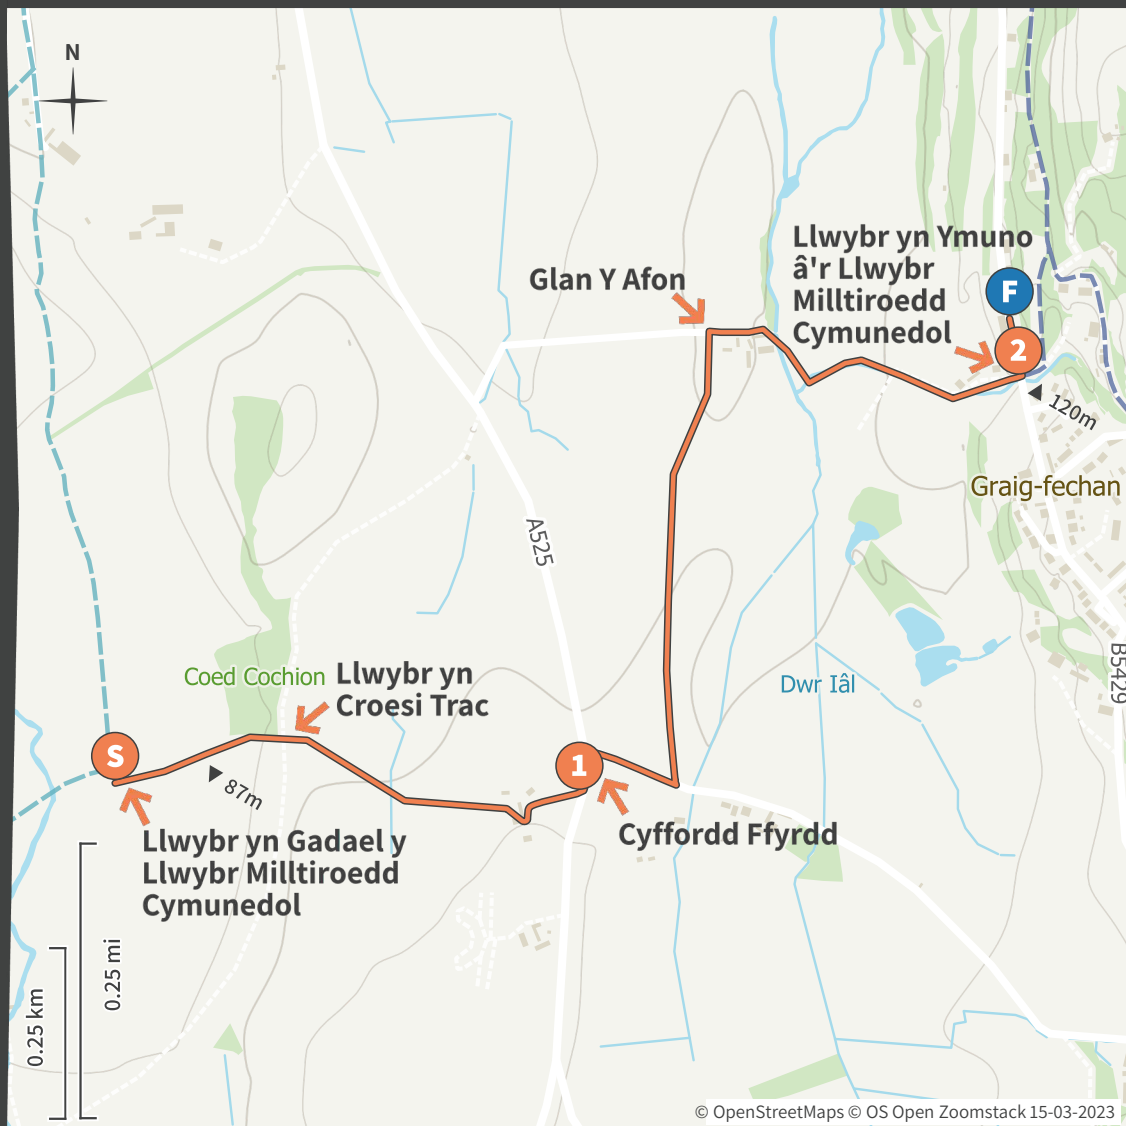 N
Llwybr yn Ymuno
â'r Llwybr
Milltiroedd
Cymunedol
Glan Y Afon
F
2
120m
Graig-fechan
A525
B5429
Coed Cochion
Llwybr yn
Croesi Trac
Dwr Iâl
S
1
87m
Cyffordd Ffyrdd
Llwybr yn Gadael y
Llwybr Milltiroedd
Cymunedol
0.25 mi
0.25 km
© OpenStreetMaps © OS Open Zoomstack 15-03-2023